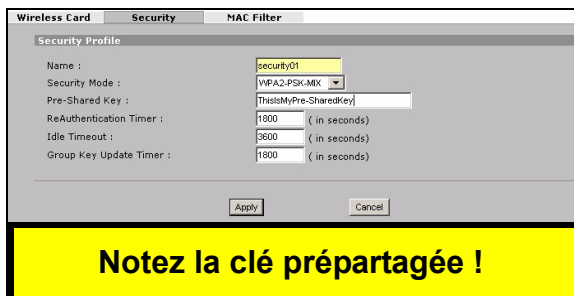 Wireless Card Security MAC Filter
Security Profile
Name : security01
Security Mode : WPA2-PSK-MIX
Pre-Shared Key : ThisIsMyPre-SharedKey
ReAuthentication Timer : 1800 ( in seconds)
Idle Timeout : 3600 ( in seconds)
Group Key Update Timer : 1800 ( in seconds)
Apply Cancel
Notez la clé prépartagée !